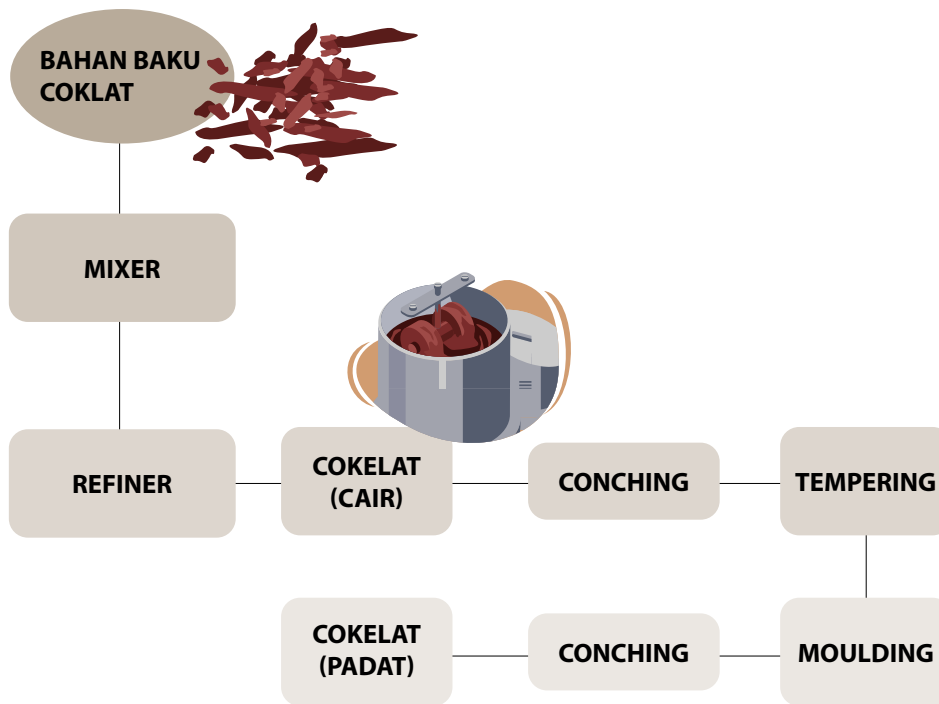 BAHAN BAKU
COKLAT
MIXER
REFINER
COKELAT
(CAIR)
CONCHING
TEMPERING
COKELAT
(PADAT)
CONCHING
MOULDING